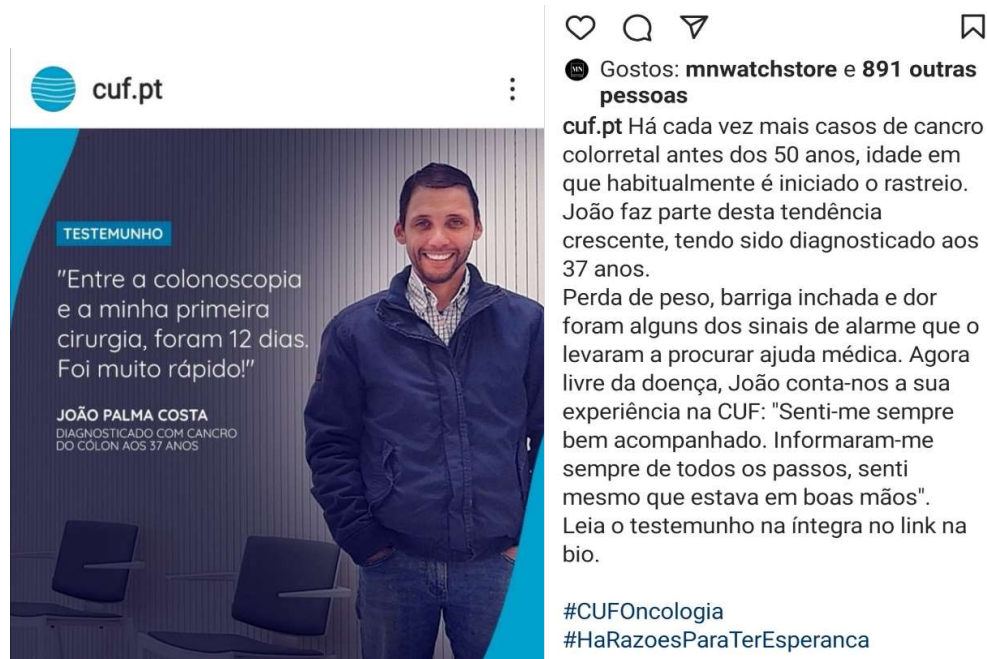 cuf.pt
TESTEMUNHO
"Entre a colonoscopia
e a minha primeira
cirurgia, foram 12 dias.
Foi muito rápido!"
JOÃO PALMA COSTA
DIAGNOSTICADO COM CANCRO
DO CÓLON AOS 37 ANOS
MN
Gostos: mnwatchstore e 891 outras
pessoas
cuf.pt Há cada vez mais casos de cancro
colorretal antes dos 50 anos, idade em
que habitualmente é iniciado o rastreio.
João faz parte desta tendência
crescente, tendo sido diagnosticado aos
37 anos.
Perda de peso, barriga inchada e dor
foram alguns dos sinais de alarme que o
levaram a procurar ajuda médica. Agora
livre da doença, João conta-nos a sua
experiência na CUF: "Senti-me sempre
bem acompanhado. Informaram-me
sempre de todos os passos, senti
mesmo que estava em boas mãos".
Leia o testemunho na íntegra no link na
bio.
#CUFOncologia
#HaRazoesParaTerEsperanca